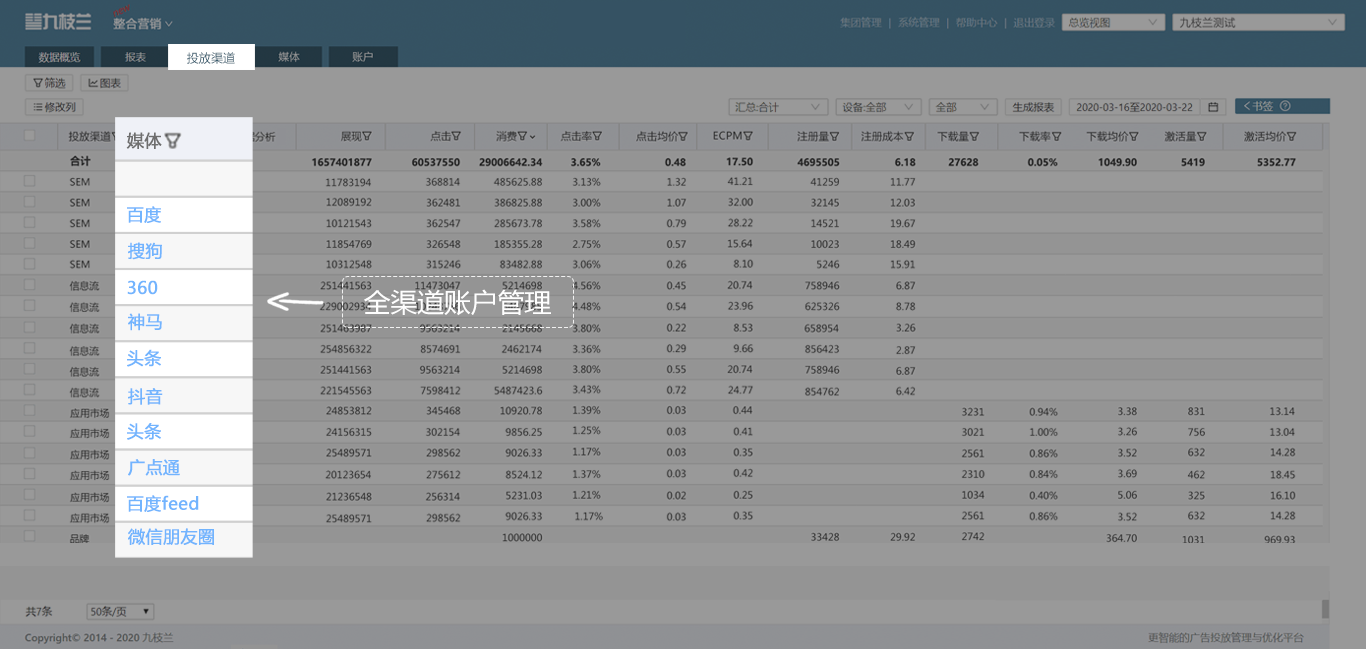 九枝兰 整合营销 集团管理 | 系统管理 | 帮助中心 | 退出登录 总览视图 九枝兰测试
数据概览 报表 投放渠道 媒体 账户
筛选 图表
修改列 汇总:合计 设备:全部 全部 生成报表 2020-03-16至2020-03-22 <书签
投放渠道 媒体 分析 展现 点击 消费 点击率 点击均价 ECPM 注册量 注册成本 下载量 下载率 下载均价 激活量 激活均价
合计 1657401877 60537550 29006642.34 3.65% 0.48 17.50 4695505 6.18 27628 0.05% 1049.90 5419 5352.77
SEM 11783194 368814 485625.88 3.13% 1.32 41.21 41259 11.77
SEM 百度 12089192 362481 386825.88 3.00% 1.07 32.00 32145 12.03
SEM 10121543 362547 285673.78 3.58% 0.79 28.22 14521 19.67
SEM 搜狗 11854769 326548 185355.28 2.75% 0.57 15.64 10023 18.49
SEM 10312548 315246 83482.88 3.06% 0.26 8.10 5246 15.91
信息流 360 251441563 11473047 5214698 4.56% 0.45 20.74 758946 6.87
全渠道账户管理
信息流 4.48% 0.54 23.96 625326 8.78
信息流 神马 251463987 9563214 2145668 3.80% 0.22 8.53 658954 3.26
信息流 头条 254856322 8574691 2462174 3.36% 0.29 9.66 856423 2.87
信息流 251441563 9563214 5214698 3.80% 0.55 20.74 758946 6.87
信息流 抖音 221545563 7598412 5487423.6 3.43% 0.72 24.77 854762 6.42
应用市场 24853812 345468 10920.78 1.39% 0.03 0.44 3231 0.94% 3.38 831 13.14
应用市场 头条 24156315 302154 9856.25 1.25% 0.03 0.41 3021 1.00% 3.26 756 13.04
应用市场 25489571 298562 9026.33 1.17% 0.03 0.35 2561 0.86% 3.52 632 14.28
应用市场 广点通 20123654 275612 8524.12 1.37% 0.03 0.42 2310 0.84% 3.69 462 18.45
应用市场 百度feed 21236548 256314 5231.03 1.21% 0.02 0.25 1034 0.40% 5.06 325 16.10
应用市场 25489571 298562 9026.33 1.17% 0.03 0.35 2561 0.86% 3.52 632 14.28
品牌 微信朋友圈 1000000 33428 29.92 2742 364.70 1031 969.93
共7条 50条/页
Copyright© 2014 - 2020 九枝兰 更智能的广告投放管理与优化平台